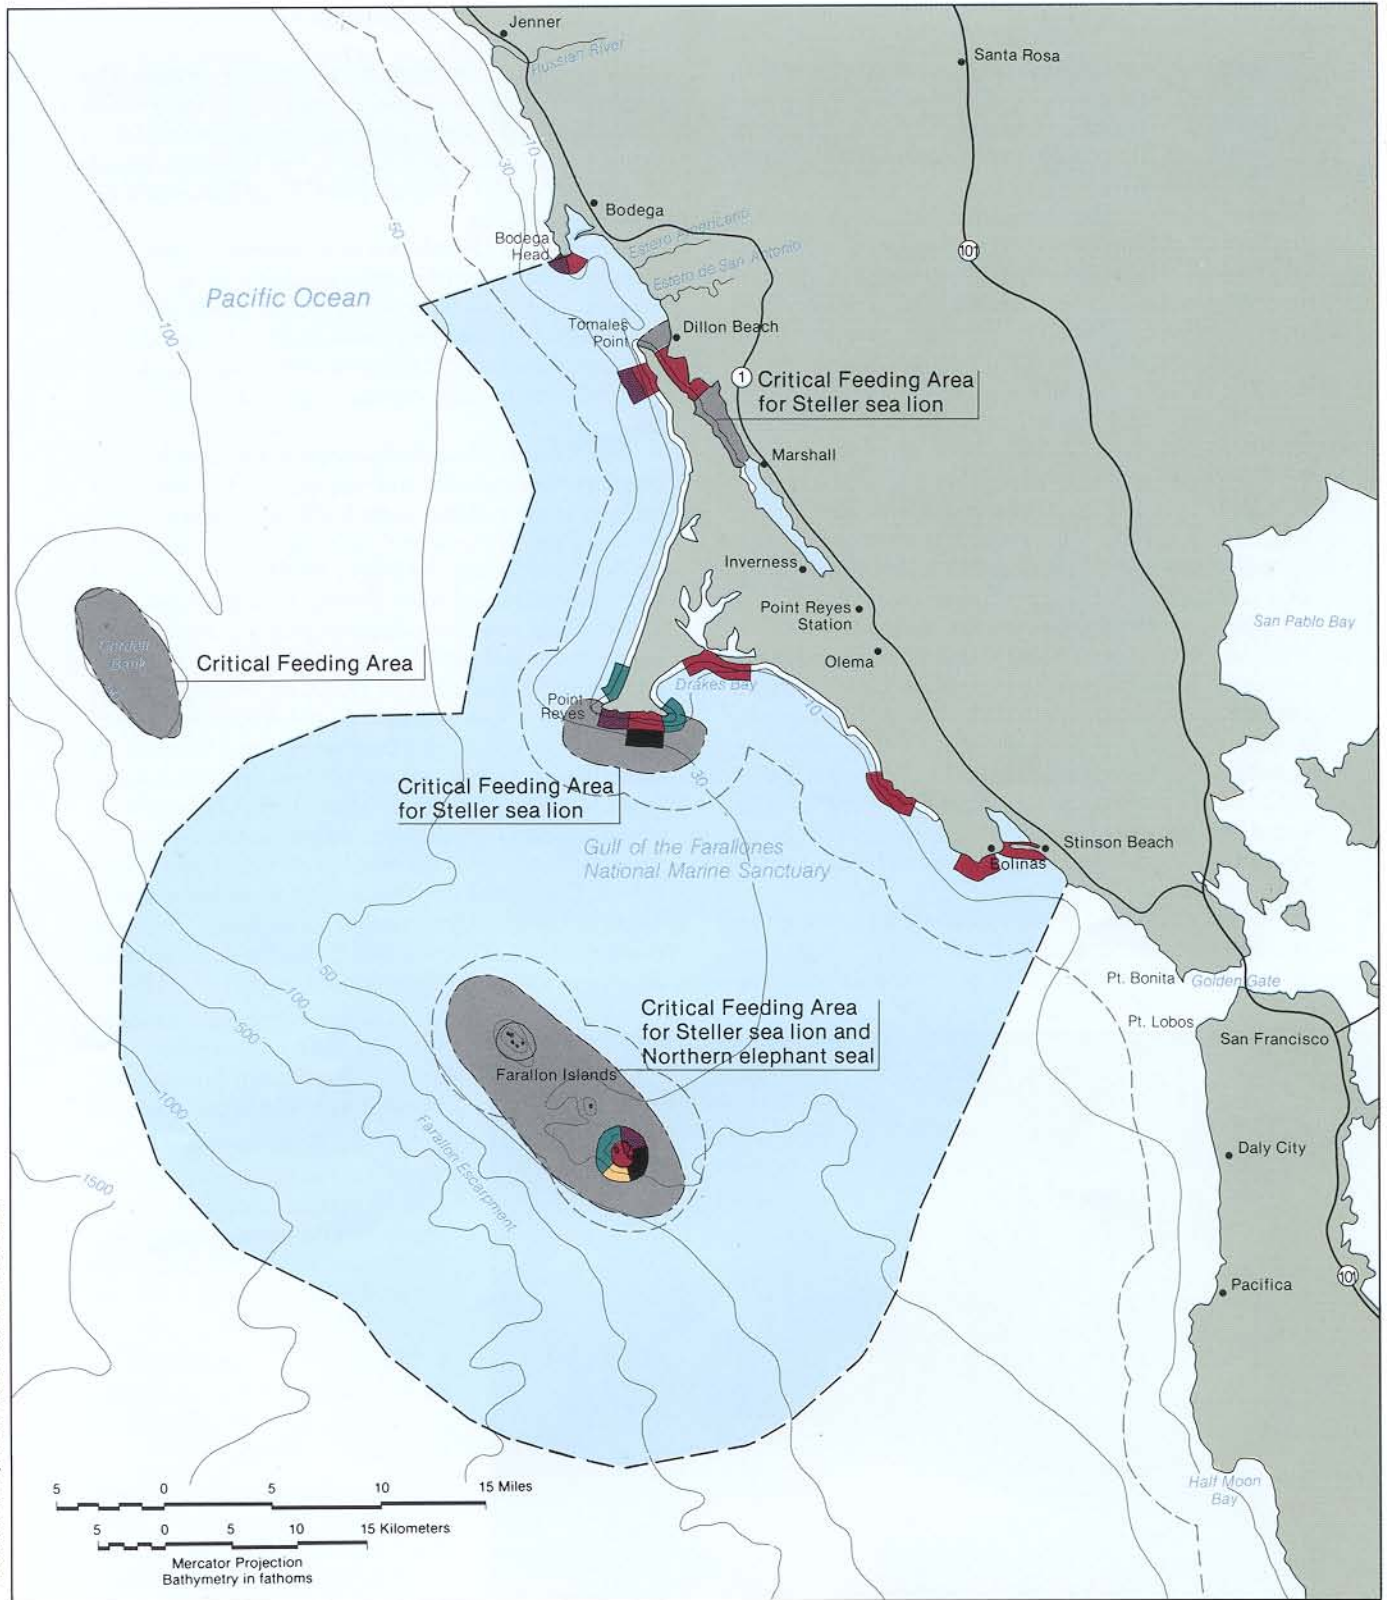 Jenner
Russian River
Santa Rosa
10
30
50
100
Bodega
Bodega
Head
Estero Americano
Estero de San Antonio
101
Pacific Ocean
Tomales
Point
Dillon Beach
1
Critical Feeding Area
for Steller sea lion
Marshall
Inverness
Point Reyes
Station
Olema
San Pablo Bay
Cordell
Bank
Critical Feeding Area
Drakes Bay
Point
Reyes
10
30
Critical Feeding Area
for Steller sea lion
Gulf of the Farallones
National Marine Sanctuary
Stinson Beach
Bolinas
50
100
500
1000
1500
Critical Feeding Area
for Steller sea lion and
Northern elephant seal
Farallon Islands
Farallon Escarpment
Pt. Bonita
Golden Gate
Pt. Lobos
San Francisco
Daly City
101
Pacifica
Half Moon
Bay
5 0 5 10 15 Miles
5 0 5 10 15 Kilometers
Mercator Projection
Bathymetry in fathoms